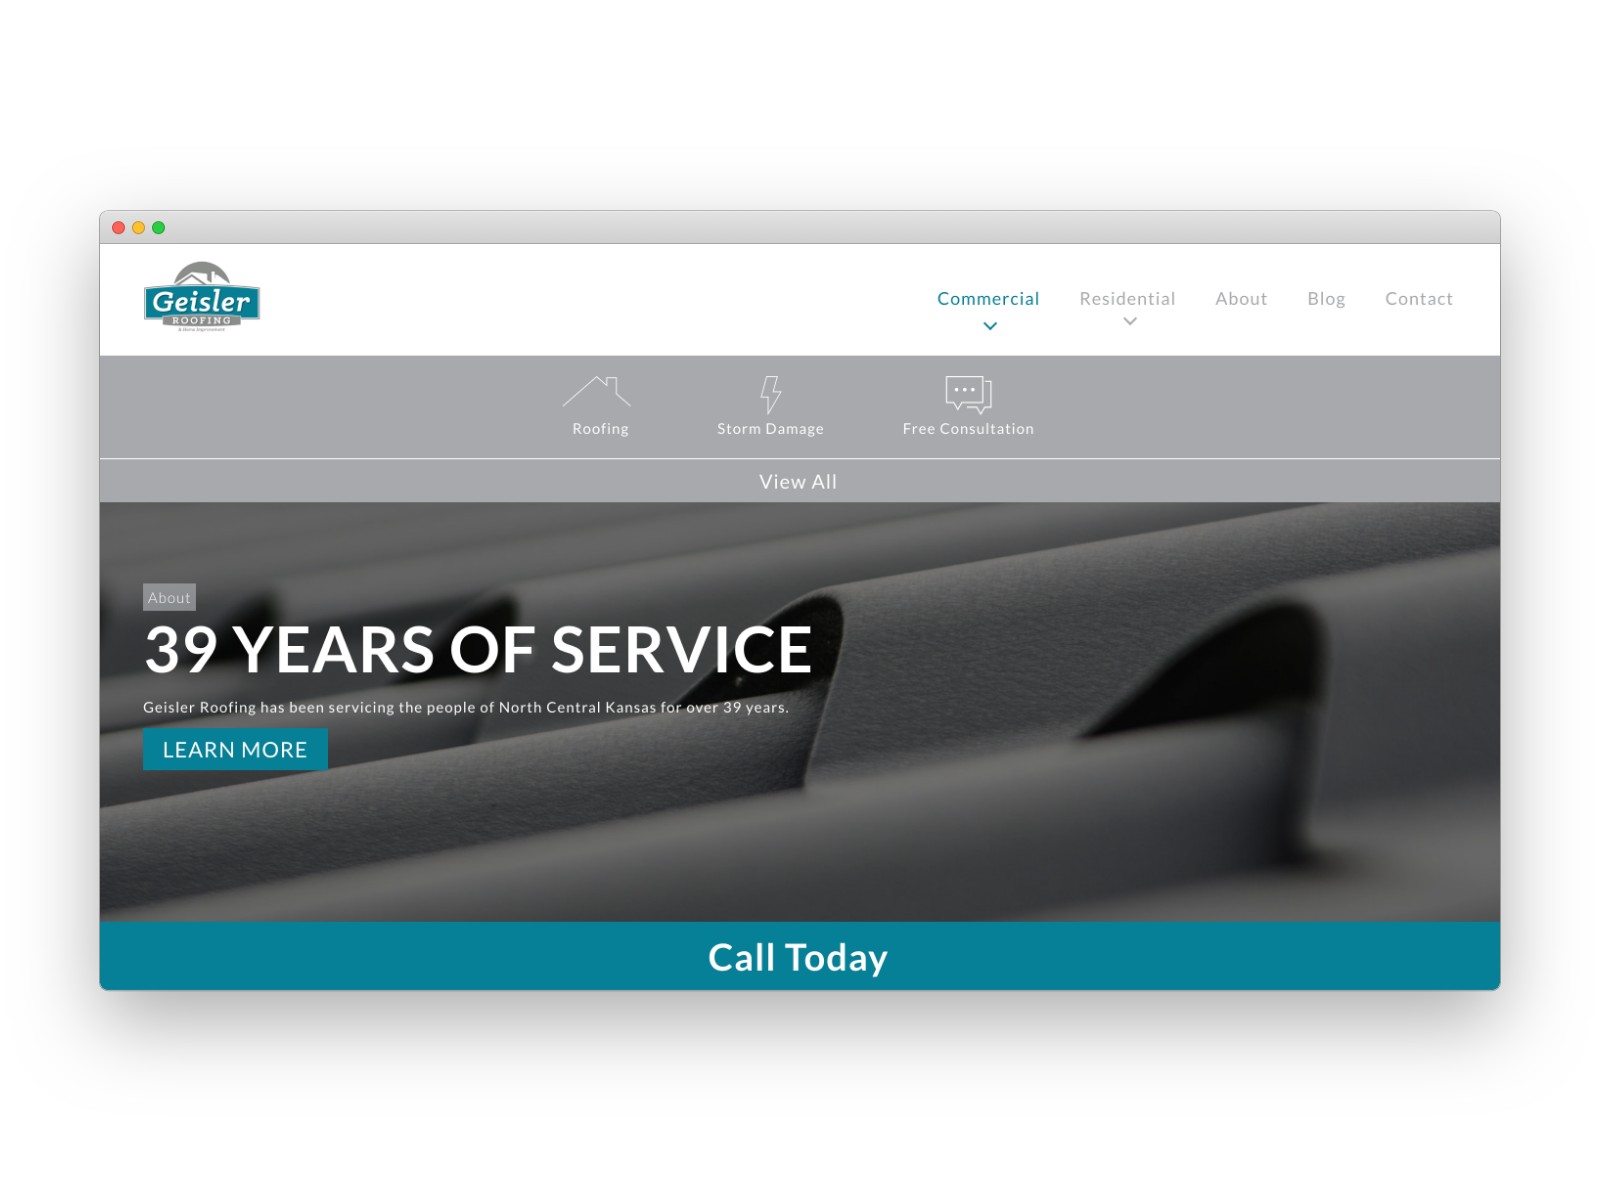 Geisler
ROOFING
& Home Improvement
Commercial
Residential
About
Blog
Contact
Roofing
Storm Damage
Free Consultation
View All
About
39 YEARS OF SERVICE
Geisler Roofing has been servicing the people of North Central Kansas for over 39 years.
LEARN MORE
Call Today